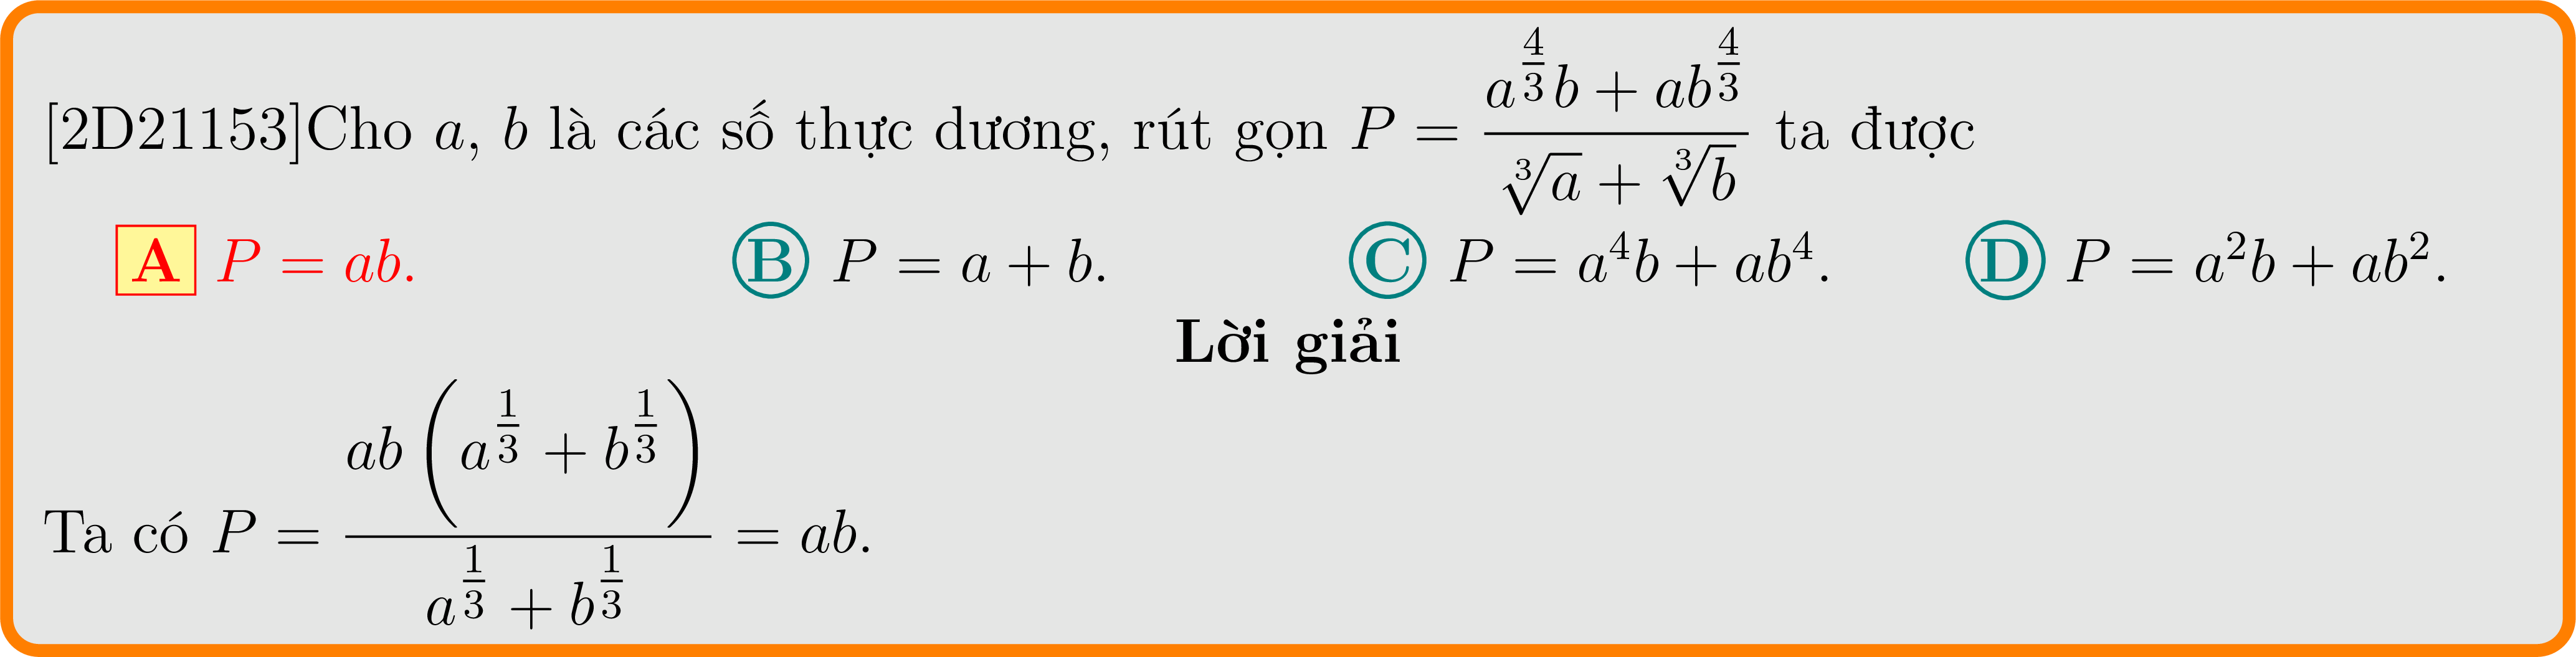 [2D21153]Cho a, b là các số thực dương, rút gọn $P = \dfrac{a^{\frac{4}{3}}b + ab^{\frac{4}{3}}}{\sqrt[3]{a} + \sqrt[3]{b}}$ ta được
A P = ab. B P = a + b. C $P = a^4b + ab^4$. D $P = a^2b + ab^2$.
Lời giải
Ta có $P = \dfrac{ab\left(a^{\frac{1}{3}} + b^{\frac{1}{3}}\right)}{a^{\frac{1}{3}} + b^{\frac{1}{3}}} = ab$.